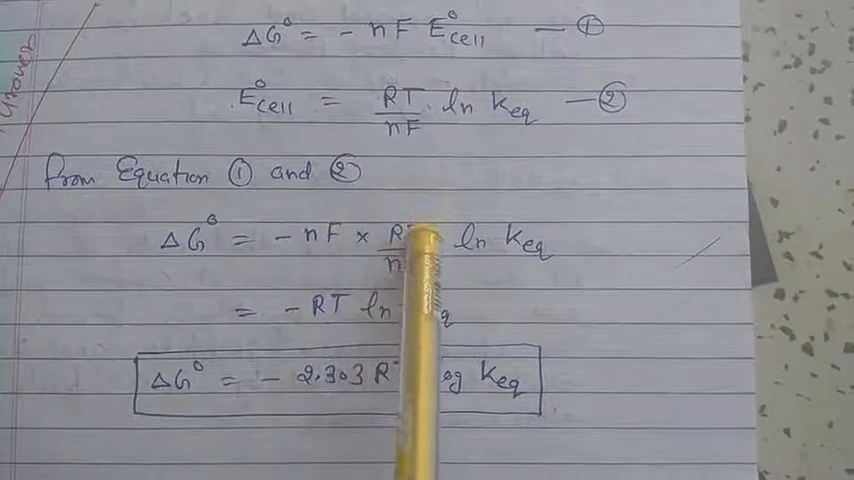 ΔG° = - nF E°cell — ①
E°cell = RT/nF ln Keq — ②
from Equation ① and ②
ΔG° = - nF × R ln Keq
= - RT ln
ΔG° = - 2.303 R Keq